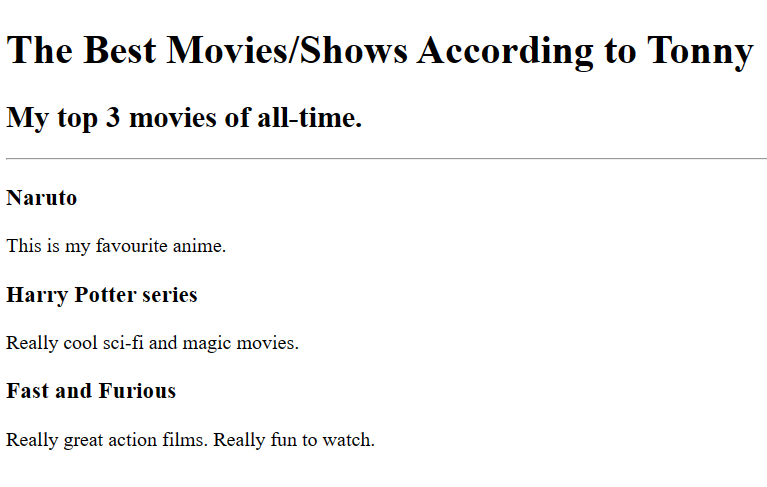 The Best Movies/Shows According to Tonny
My top 3 movies of all-time.
Naruto
This is my favourite anime.
Harry Potter series
Really cool sci-fi and magic movies.
Fast and Furious
Really great action films. Really fun to watch.